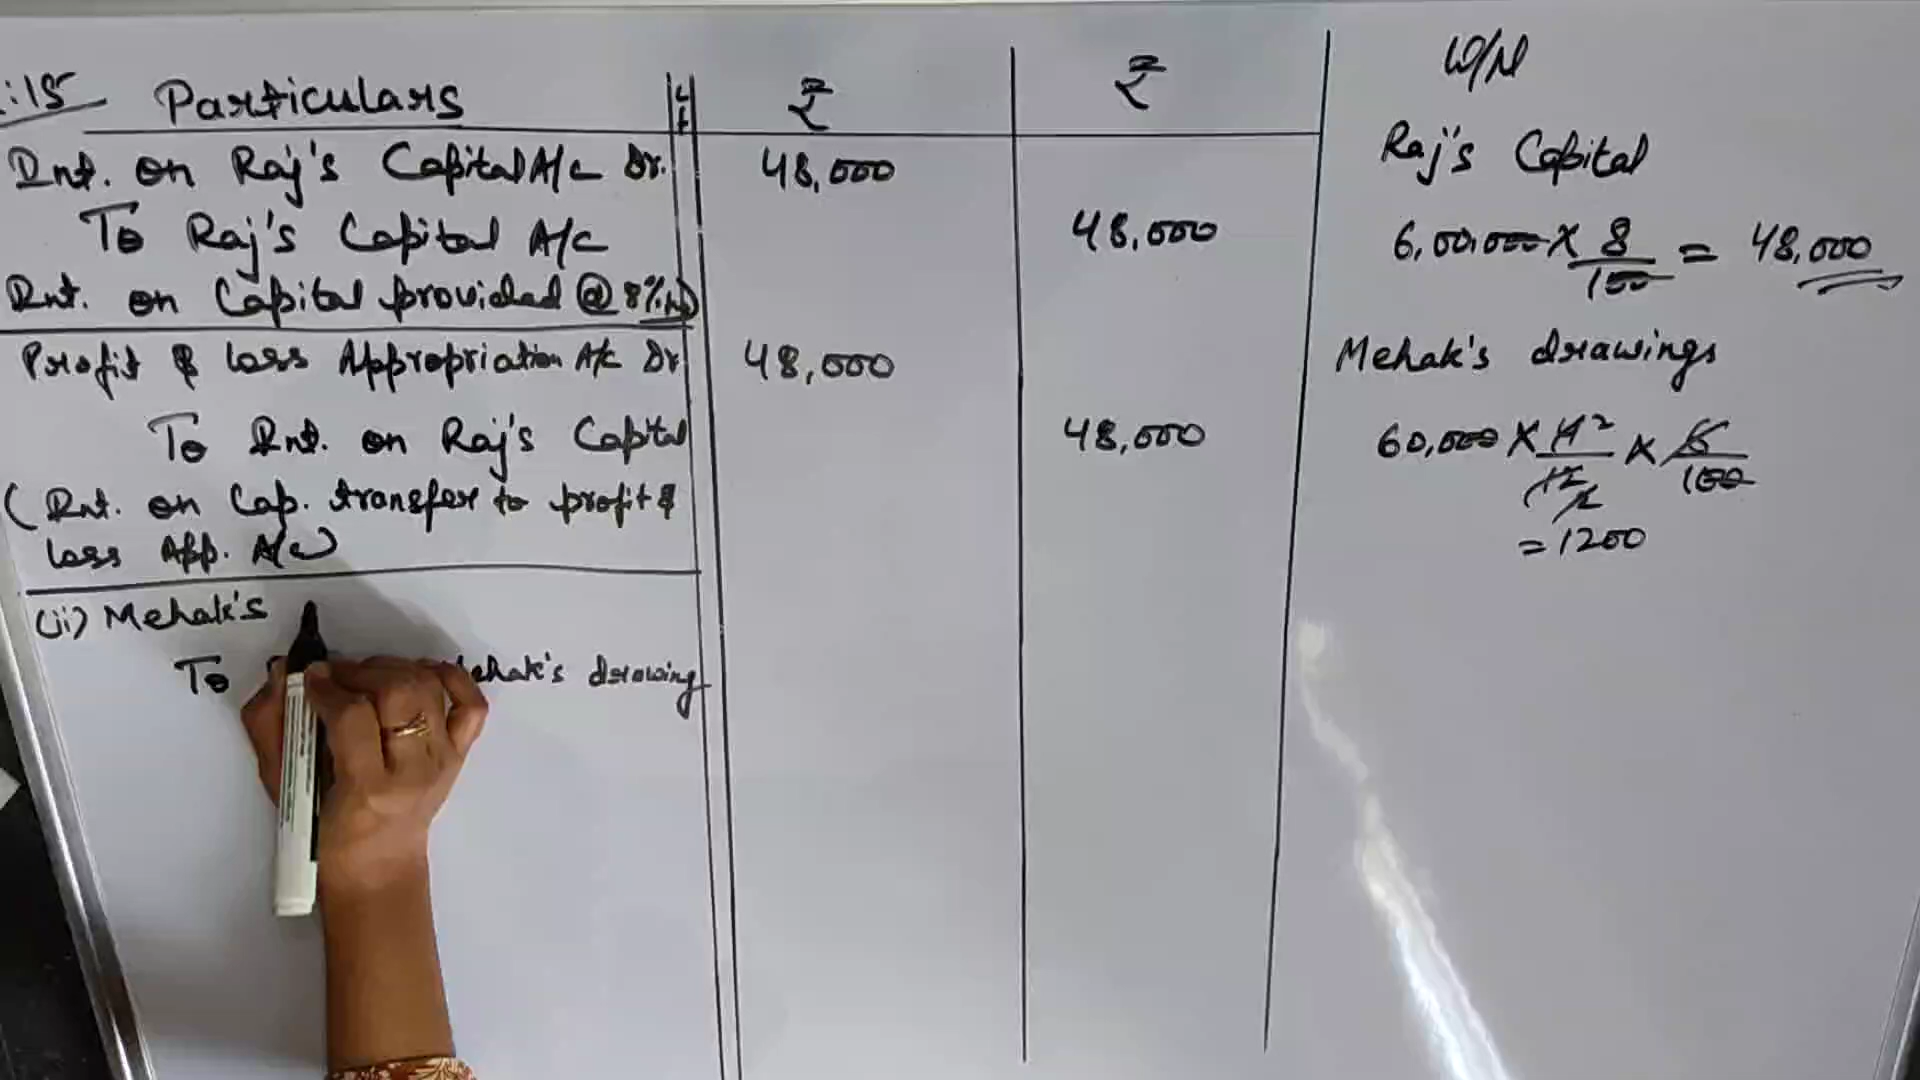 :15 Particulars L F ₹ ₹
Int. on Raj's Capital A/c Dr. 48,000
To Raj's Capital A/c 48,000
Int. on Capital provided @ 8%
Profit & loss Appropriation A/c Dr 48,000
To Int. on Raj's Capital 48,000
( Int. on Cap. transfer to profit &
loss App. A/c)
(ii) Mehak's
To Mehak's drawing
W/N
Raj's Capital
6,00,000 × 8/100 = 48,000
Mehak's drawings
60,000 × 4 2/12 2 × 6/100
= 1200